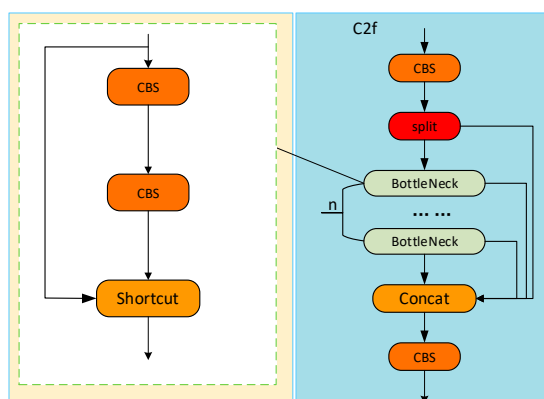 CBS
CBS
Shortcut
C2f
CBS
split
BottleNeck
n
... ...
BottleNeck
Concat
CBS